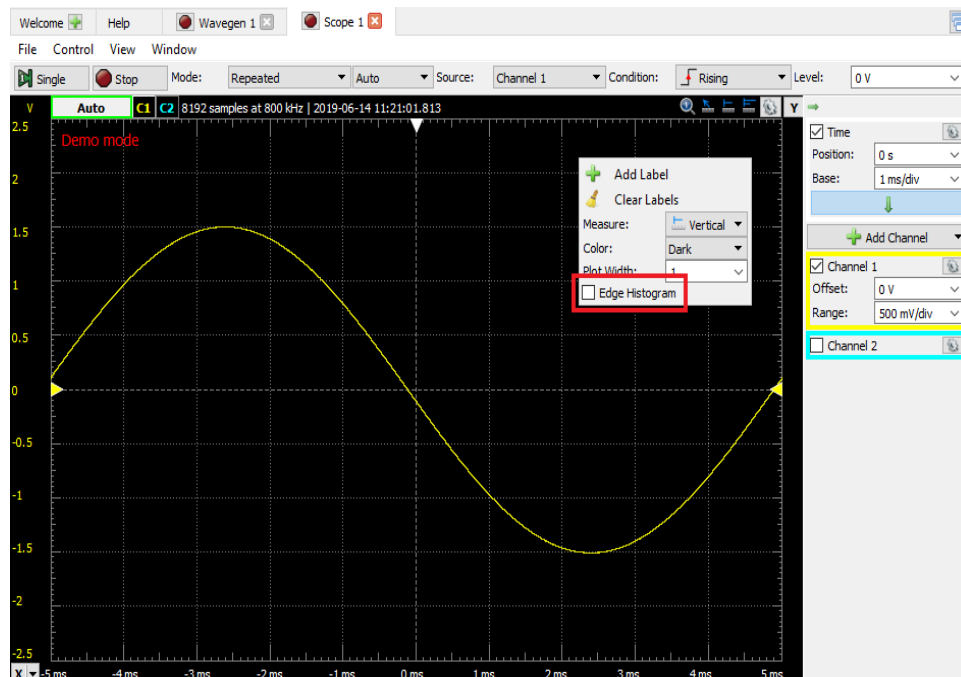 Welcome Help Wavegen 1 Scope 1
File Control View Window
Single Stop Mode: Repeated Auto Source: Channel 1 Condition: Rising Level: 0 V
V Auto C1 C2 8192 samples at 800 kHz | 2019-06-14 11:21:01.813 Y
Demo mode
2.5
2
1.5
1
0.5
0
-0.5
-1
-1.5
-2
-2.5
X -5 ms -4 ms -3 ms -2 ms -1 ms 0 ms 1 ms 2 ms 3 ms 4 ms 5 ms
Add Label
Clear Labels
Measure: Vertical
Color: Dark
Plot Width: 1
Edge Histogram
Time
Position: 0 s
Base: 1 ms/div
Add Channel
Channel 1
Offset: 0 V
Range: 500 mV/div
Channel 2